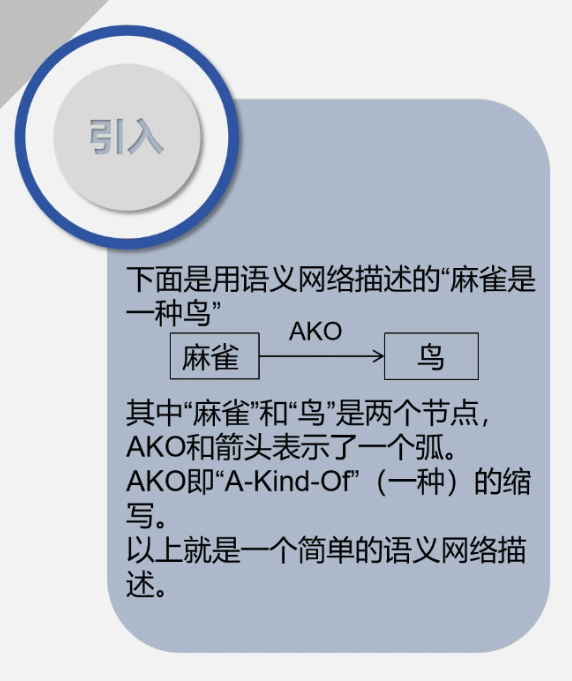 引入
下面是用语义网络描述的“麻雀是
一种鸟”
AKO
麻雀 鸟
其中“麻雀”和“鸟”是两个节点，
AKO和箭头表示了一个弧。
AKO即“A-Kind-Of”（一种）的缩
写。
以上就是一个简单的语义网络描
述。